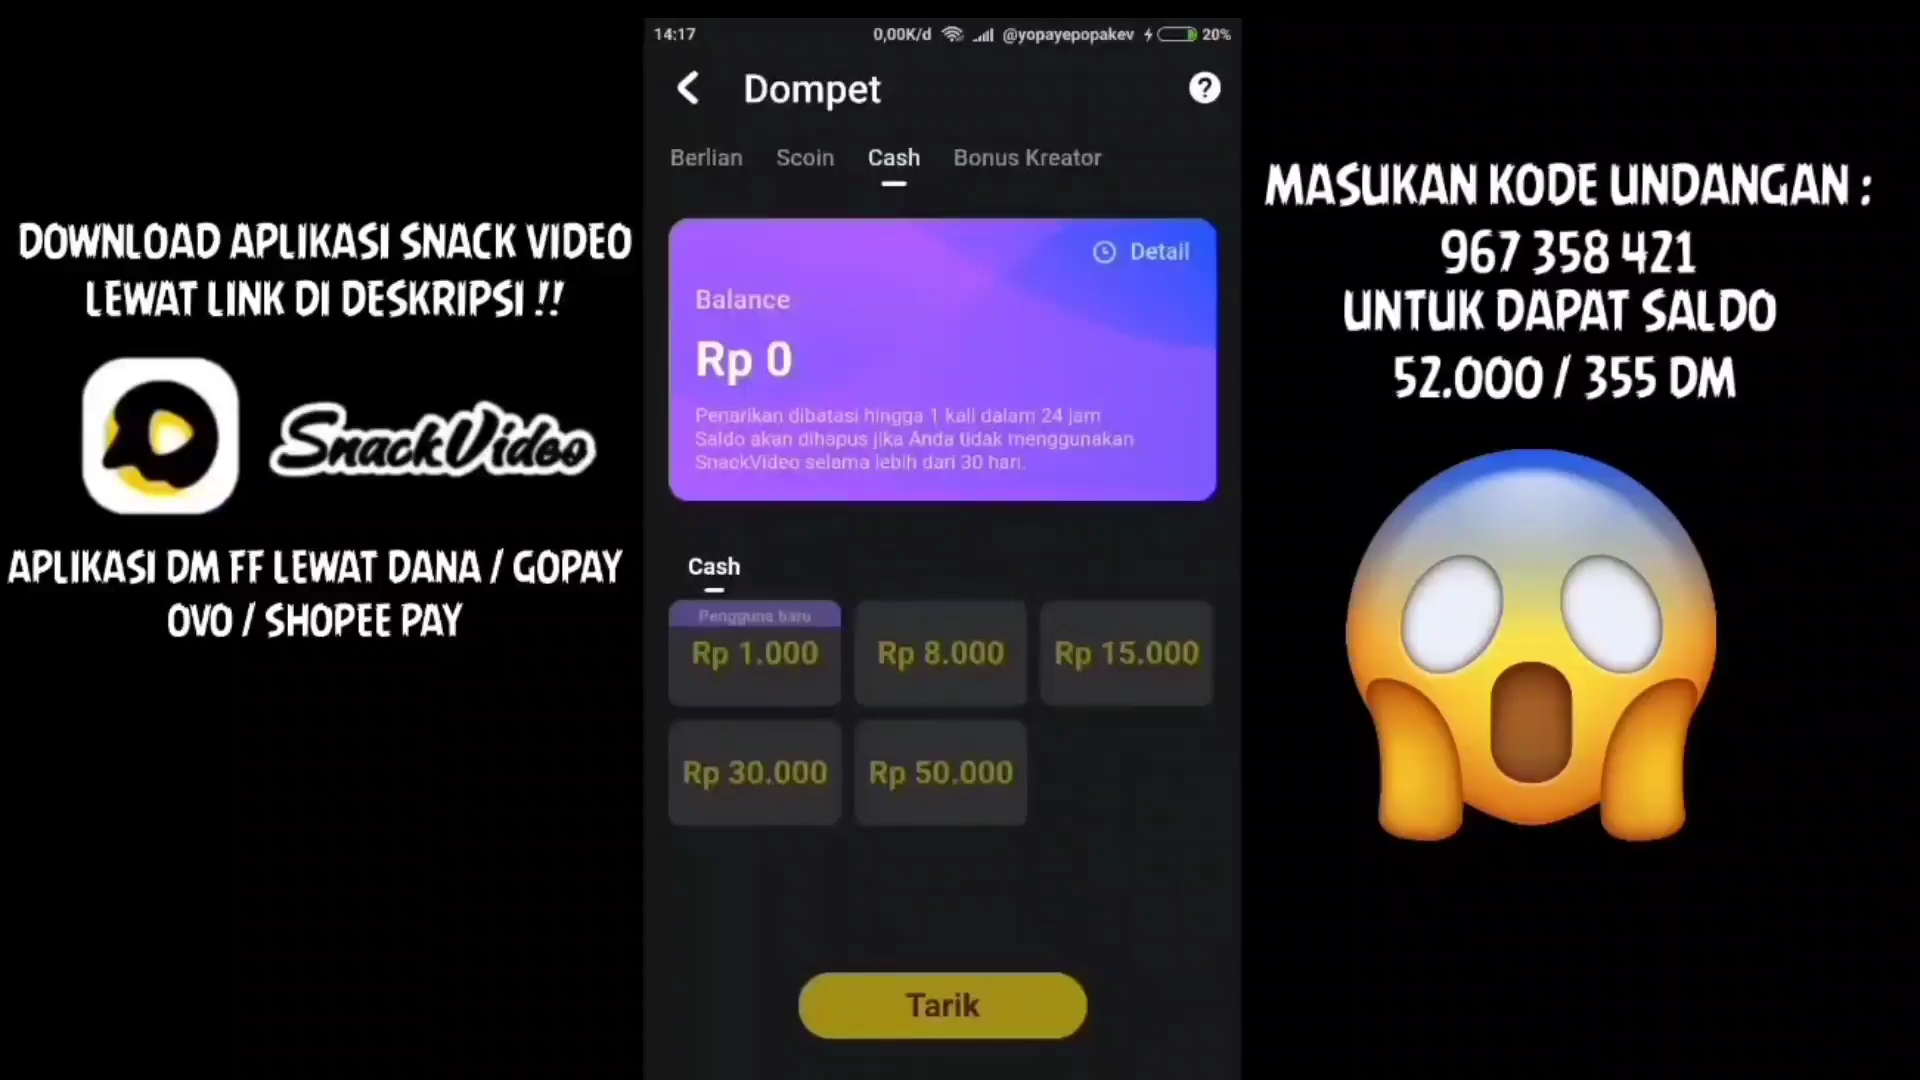 DOWNLOAD APLIKASI SNACK VIDEO
LEWAT LINK DI DESKRIPSI !!
SnackVideo
APLIKASI DM FF LEWAT DANA / GOPAY
OVO / SHOPEE PAY
14:17
0,00K/d @yopayepopakev 20%
Dompet
?
Berlian Scoin Cash Bonus Kreator
Detail
Balance
Rp 0
Penarikan dibatasi hingga 1 kali dalam 24 jam
Saldo akan dihapus jika Anda tidak menggunakan
SnackVideo selama lebih dari 30 hari.
Cash
Pengguna baru
Rp 1.000 Rp 8.000 Rp 15.000
Rp 30.000 Rp 50.000
Tarik
MASUKAN KODE UNDANGAN :
967 358 421
UNTUK DAPAT SALDO
52.000 / 355 DM